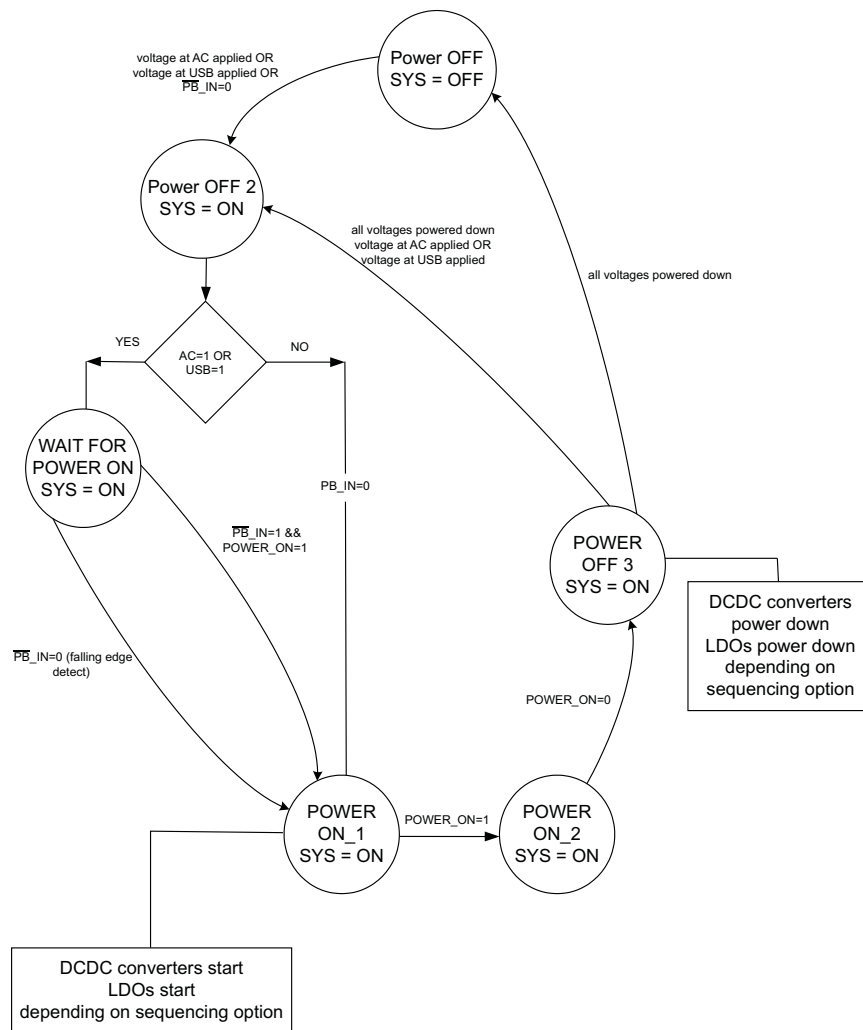 Power OFF
SYS = OFF
voltage at AC applied OR
voltage at USB applied OR
P̅B̅_IN=0
Power OFF 2
SYS = ON
all voltages powered down
voltage at AC applied OR
voltage at USB applied
all voltages powered down
YES
AC=1 OR
USB=1
NO
WAIT FOR
POWER ON
SYS = ON
PB_IN=0
P̅B̅_IN=1 &&
POWER_ON=1
POWER
OFF 3
SYS = ON
DCDC converters
power down
LDOs power down
depending on
sequencing option
P̅B̅_IN=0 (falling edge
detect)
POWER_ON=0
POWER
ON_1
SYS = ON
POWER_ON=1
POWER
ON_2
SYS = ON
DCDC converters start
LDOs start
depending on sequencing option